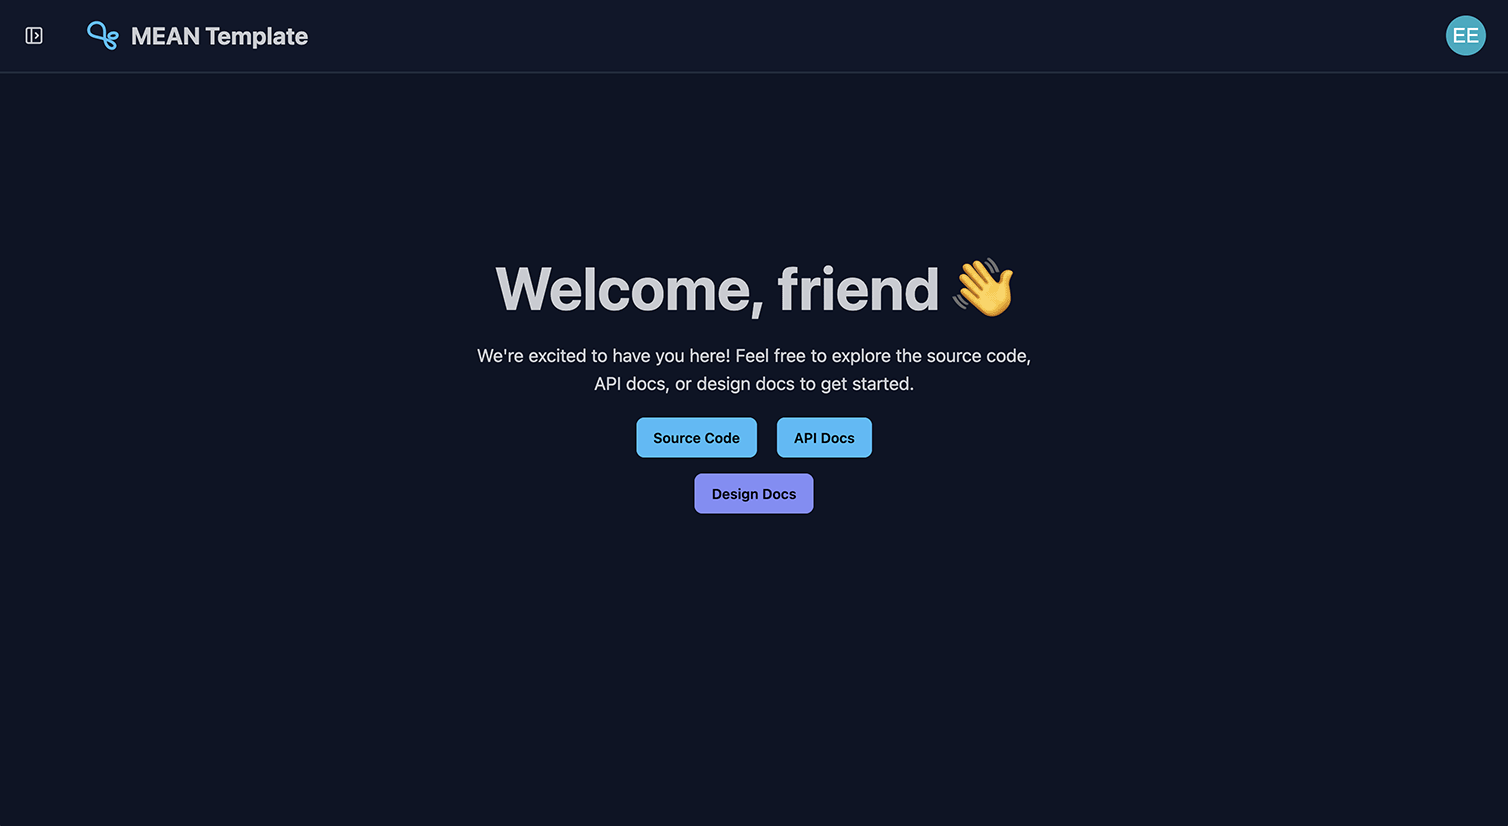 MEAN Template
EE
Welcome, friend 👋
We're excited to have you here! Feel free to explore the source code,
API docs, or design docs to get started.
Source Code
API Docs
Design Docs